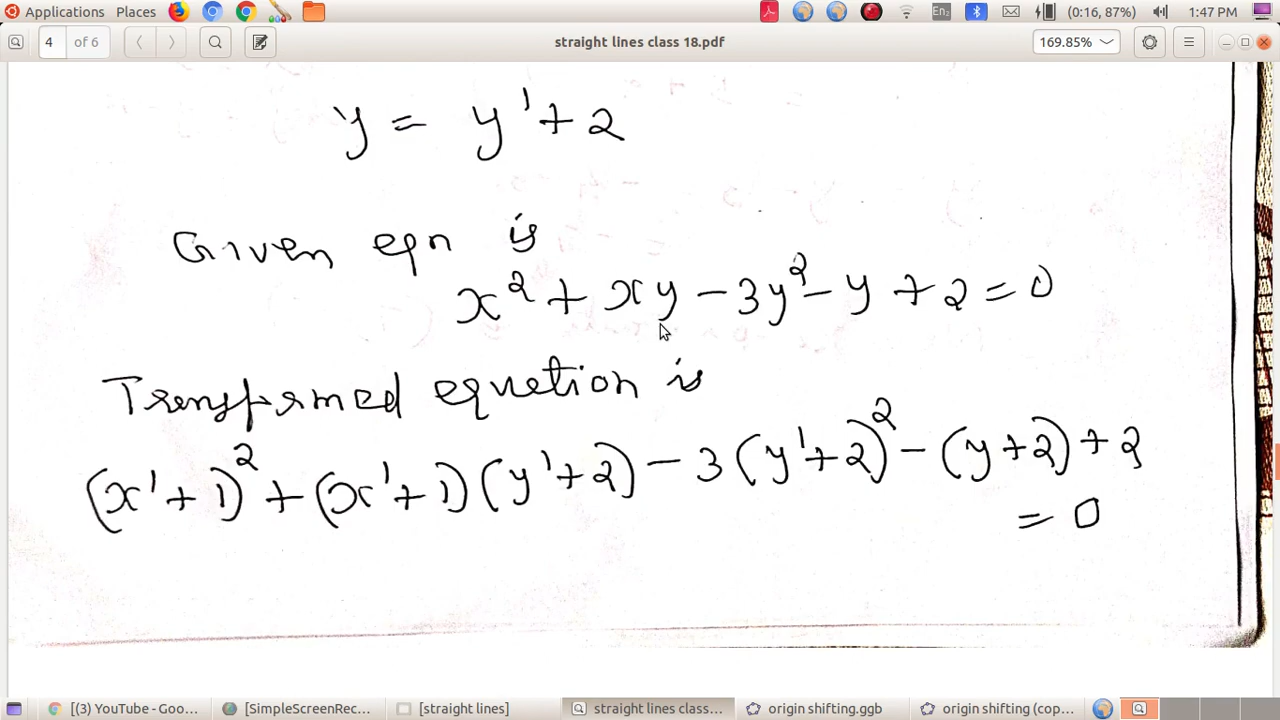 Applications Places En₂ (0:16, 87%) 1:47 PM
4 of 6 straight lines class 18.pdf 169.85%
y = y' + 2
Given eqn is
x² + xy − 3y² − y + 2 = 0
Transformed equation is
(x' + 1)² + (x' + 1)(y' + 2) − 3(y' + 2)² − (y + 2) + 2
= 0
[(3) YouTube - Goo... [SimpleScreenRec... [straight lines] straight lines class... origin shifting.ggb origin shifting (cop...